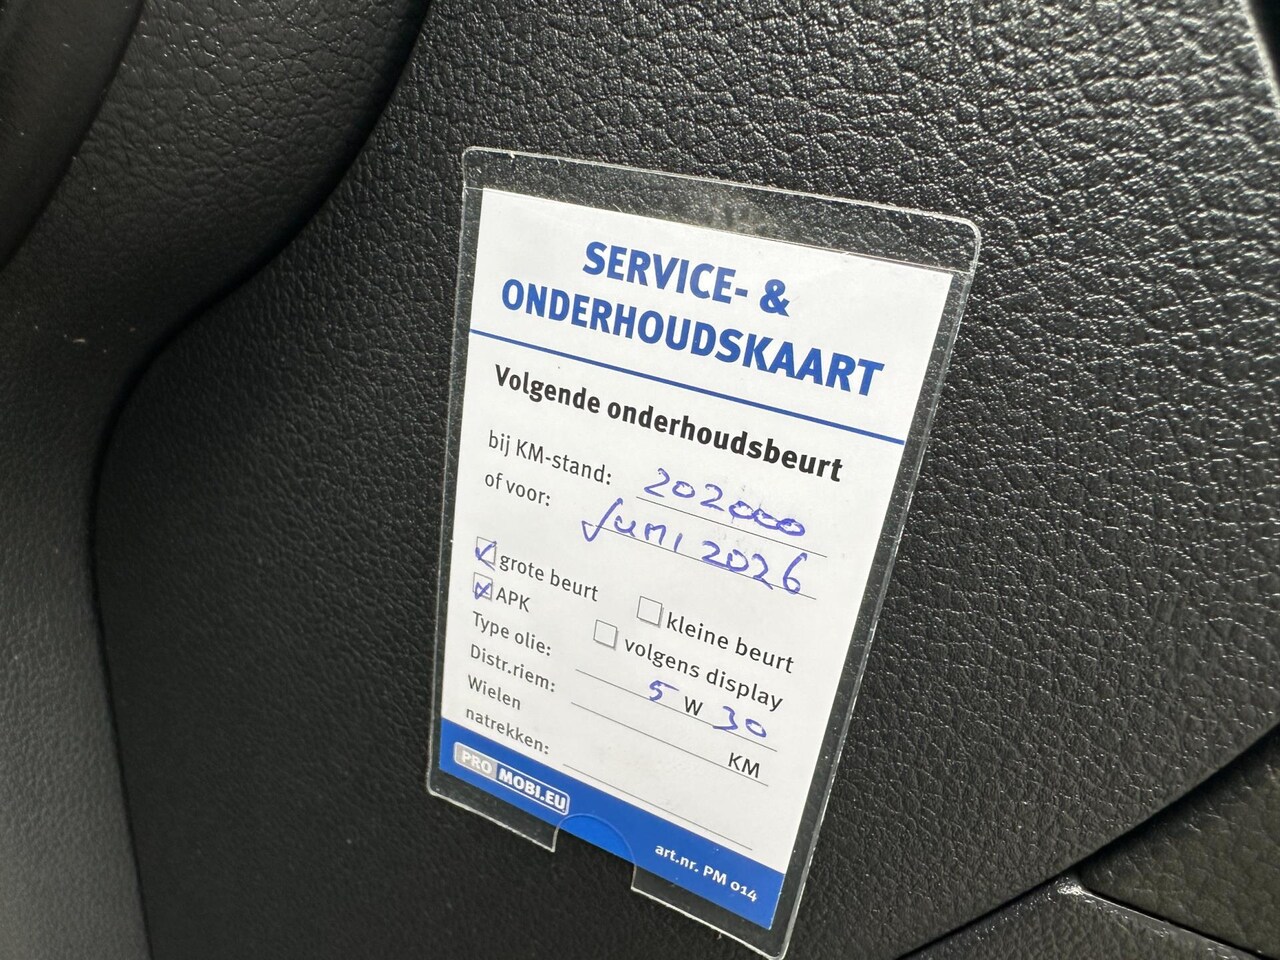 SERVICE- &
ONDERHOUDSKAART
Volgende onderhoudsbeurt
bij KM-stand: 202000
of voor: Juni 2026
grote beurt kleine beurt
APK volgens display
Type olie: 5 W 30
Distr.riem: KM
Wielen
natrekken:
PRO MOBI.EU
art.nr. PM 014